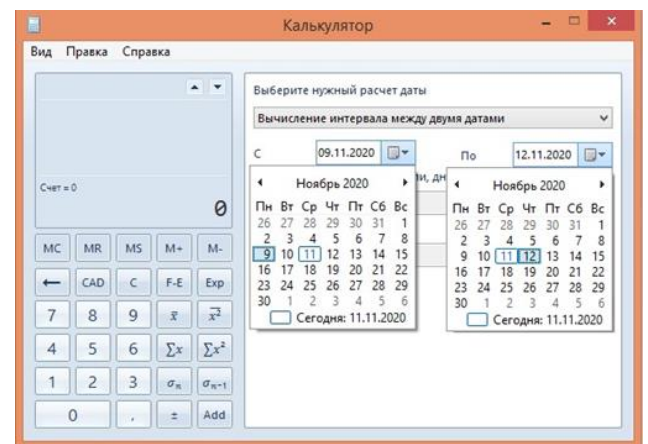 Калькулятор
Вид Правка Справка
Счет = 0
0
MC MR MS M+ M-
← CAD C F-E Exp
7 8 9 x̅ x̅²
4 5 6 ∑x ∑x²
1 2 3 σn σn-1
0 , ± Add
Выберите нужный расчет даты
Вычисление интервала между двумя датами
С 09.11.2020 По 12.11.2020
Ноябрь 2020
Пн Вт Ср Чт Пт Сб Вс
26 27 28 29 30 31 1
2 3 4 5 6 7 8
9 10 11 12 13 14 15
16 17 18 19 20 21 22
23 24 25 26 27 28 29
30 1 2 3 4 5 6
Сегодня: 11.11.2020
Ноябрь 2020
Пн Вт Ср Чт Пт Сб Вс
26 27 28 29 30 31 1
2 3 4 5 6 7 8
9 10 11 12 13 14 15
16 17 18 19 20 21 22
23 24 25 26 27 28 29
30 1 2 3 4 5 6
Сегодня: 11.11.2020